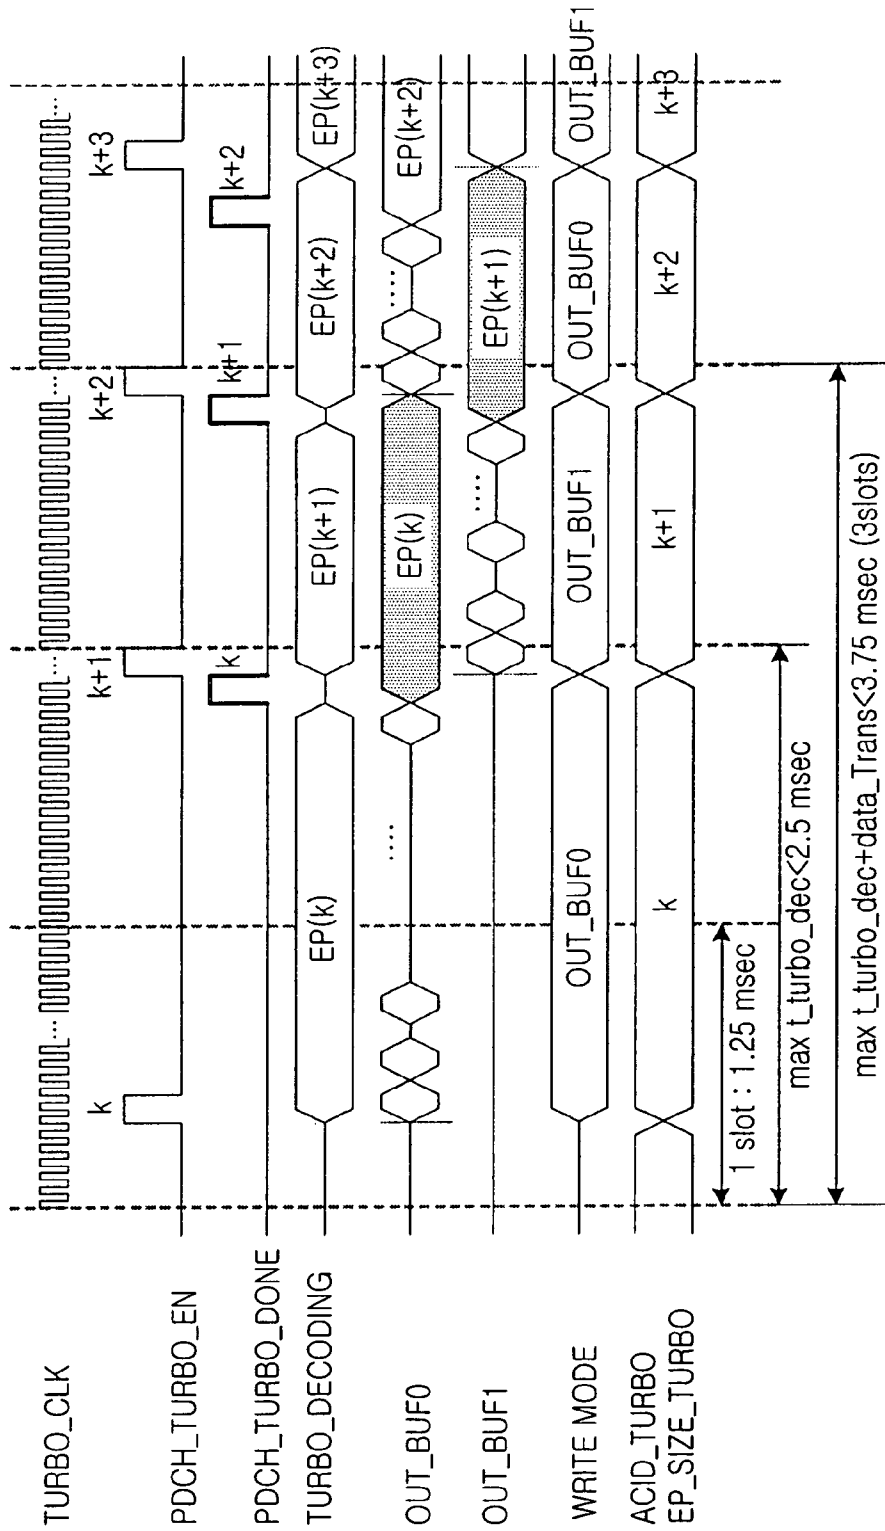 TURBO_CLK
... ... ... ... ...
PDCH_TURBO_EN
k
k+1
k+2
k+3
PDCH_TURBO_DONE
k
k+1
k+2
TURBO_DECODING
EP(k)
EP(k+1)
EP(k+2)
EP(k+3)
OUT_BUF0
....
EP(k)
....
EP(k+2)
OUT_BUF1
....
EP(k+1)
WRITE MODE
OUT_BUF0
OUT_BUF1
OUT_BUF0
OUT_BUF1
ACID_TURBO
EP_SIZE_TURBO
k
k+1
k+2
k+3
1 slot : 1.25 msec
max t_turbo_dec<2.5 msec
max t_turbo_dec+data_Trans<3.75 msec (3slots)